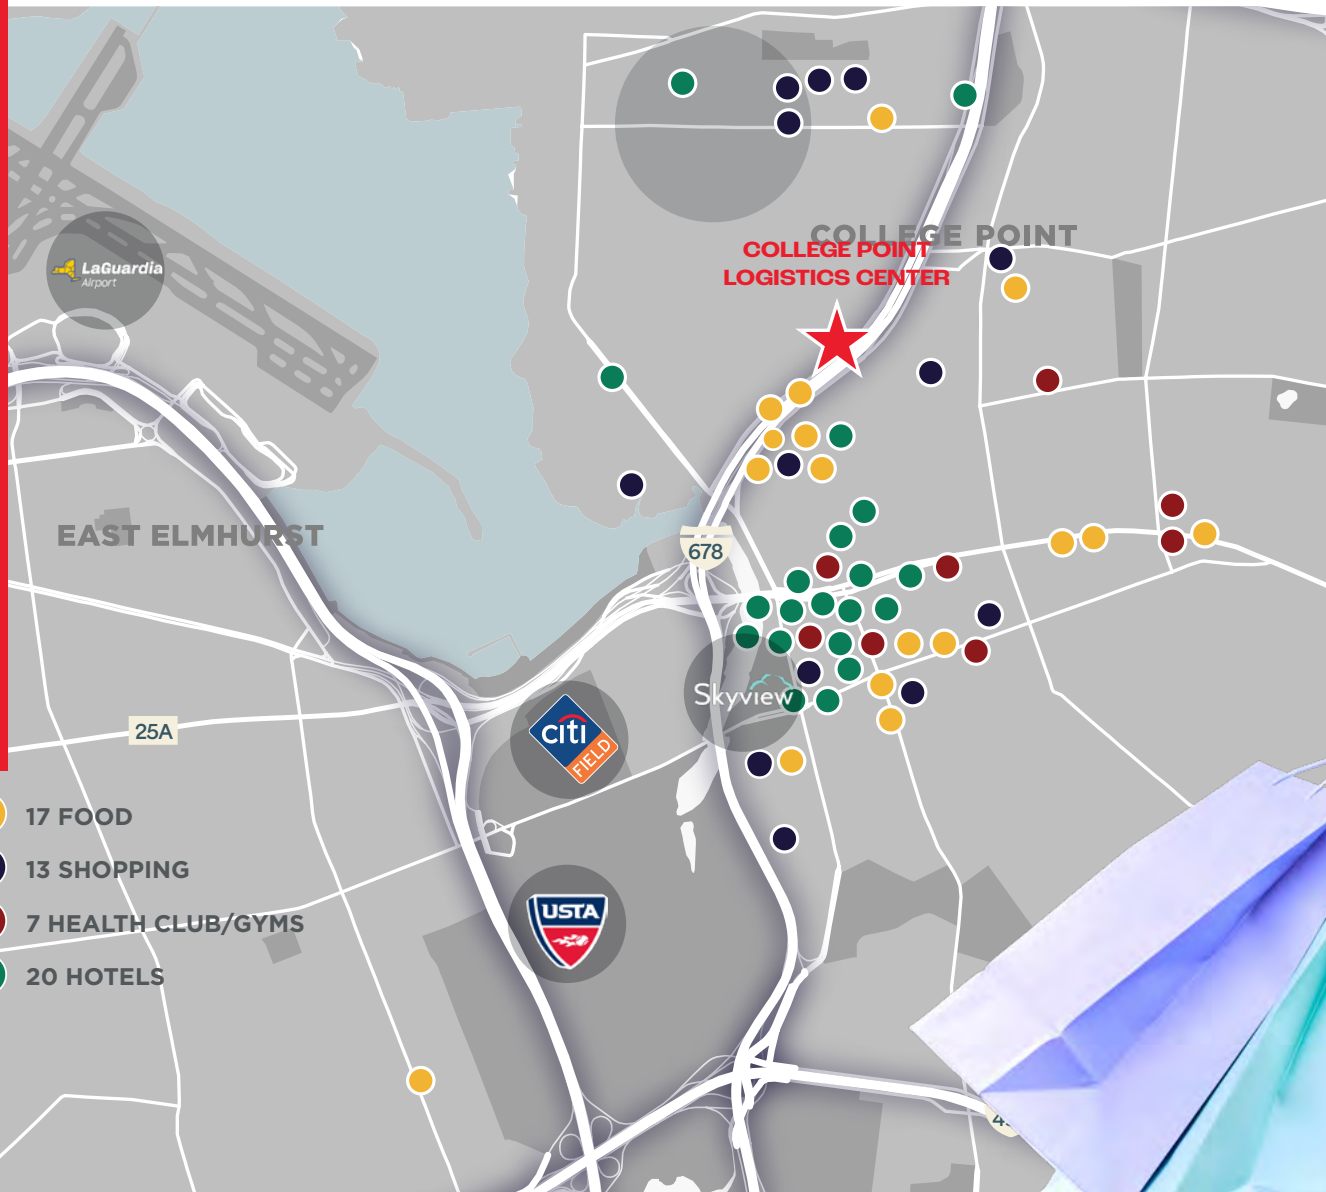 COLLEGE POINT
COLLEGE POINT
LOGISTICS CENTER
LaGuardia
Airport
EAST ELMHURST
678
Skyview
25A
citi
FIELD
17 FOOD
13 SHOPPING
7 HEALTH CLUB/GYMS
USTA
20 HOTELS